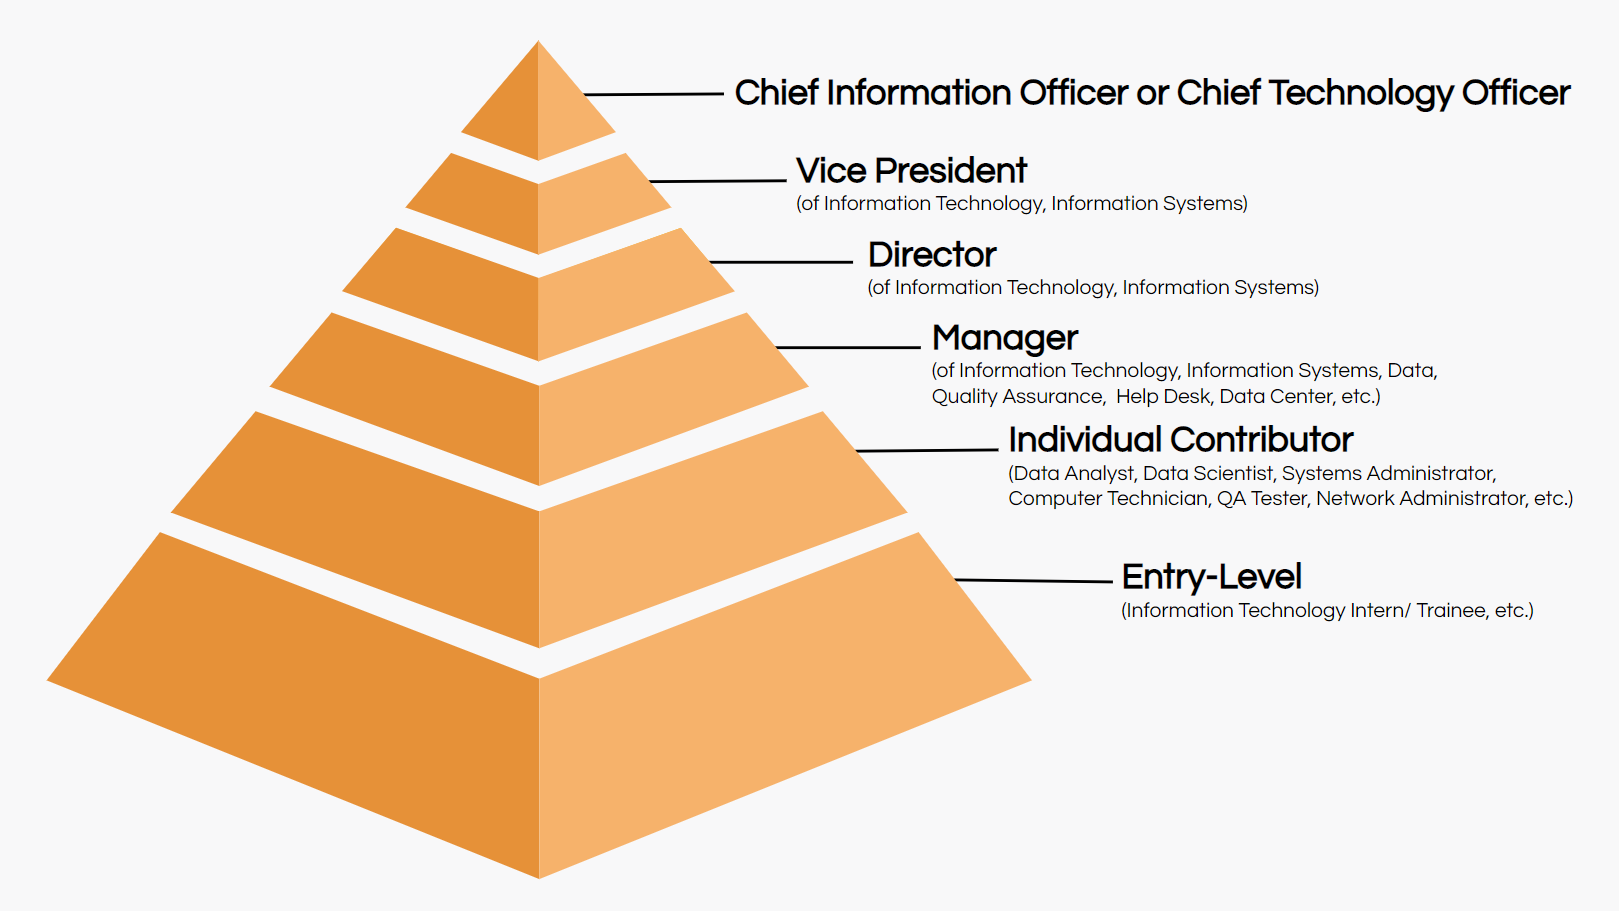 Chief Information Officer or Chief Technology Officer
Vice President
(of Information Technology, Information Systems)
Director
(of Information Technology, Information Systems)
Manager
(of Information Technology, Information Systems, Data,
Quality Assurance,  Help Desk, Data Center, etc.)
Individual Contributor
(Data Analyst, Data Scientist, Systems Administrator,
Computer Technician, QA Tester, Network Administrator, etc.)
Entry-Level
(Information Technology Intern/ Trainee, etc.)